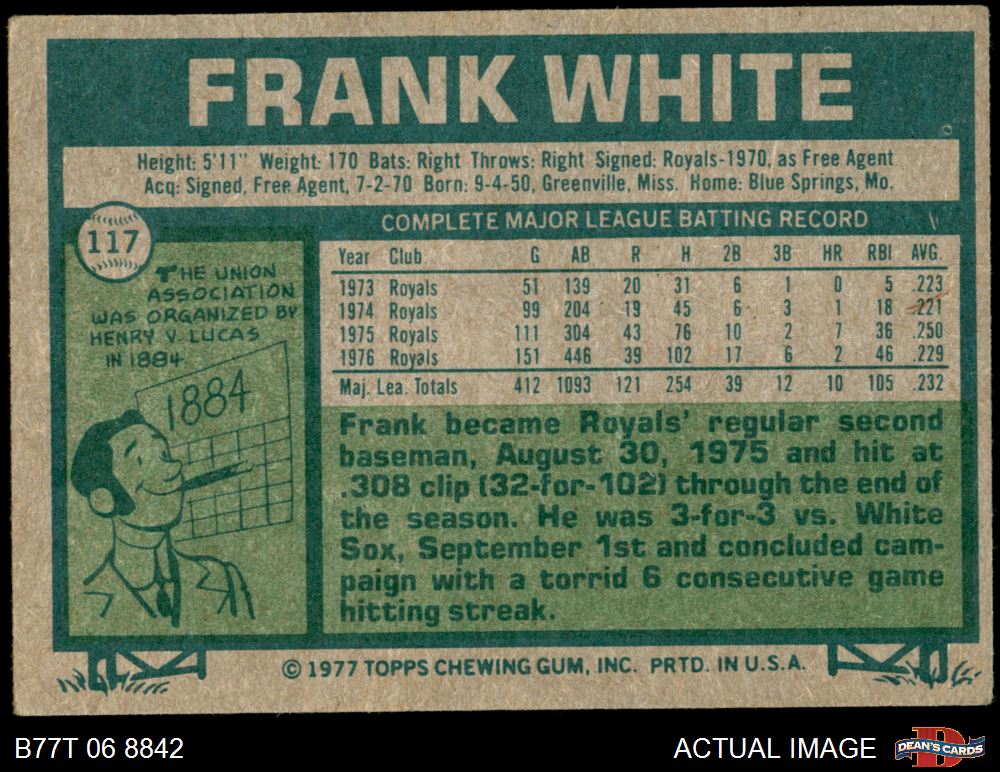 FRANK WHITE
Height: 5'11" Weight: 170 Bats: Right Throws: Right Signed: Royals-1970, as Free Agent
Acq: Signed, Free Agent, 7-2-70 Born: 9-4-50, Greenville, Miss. Home: Blue Springs, Mo.
117
THE UNION
ASSOCIATION
WAS ORGANIZED BY
HENRY V. LUCAS
IN 1884.
1884
COMPLETE MAJOR LEAGUE BATTING RECORD
Year Club G AB R H 2B 3B HR RBI AVG.
1973 Royals 51 139 20 31 6 1 0 5 .223
1974 Royals 99 204 19 45 6 3 1 18 .221
1975 Royals 111 304 43 76 10 2 7 36 .250
1976 Royals 151 446 39 102 17 6 2 46 .229
Maj. Lea. Totals 412 1093 121 254 39 12 10 105 .232
Frank became Royals' regular second
baseman, August 30, 1975 and hit at
.308 clip (32-for-102) through the end of
the season. He was 3-for-3 vs. White
Sox, September 1st and concluded cam-
paign with a torrid 6 consecutive game
hitting streak.
© 1977 TOPPS CHEWING GUM, INC. PRTD. IN U.S.A.
B77T 06 8842
ACTUAL IMAGE
DEAN'S CARDS